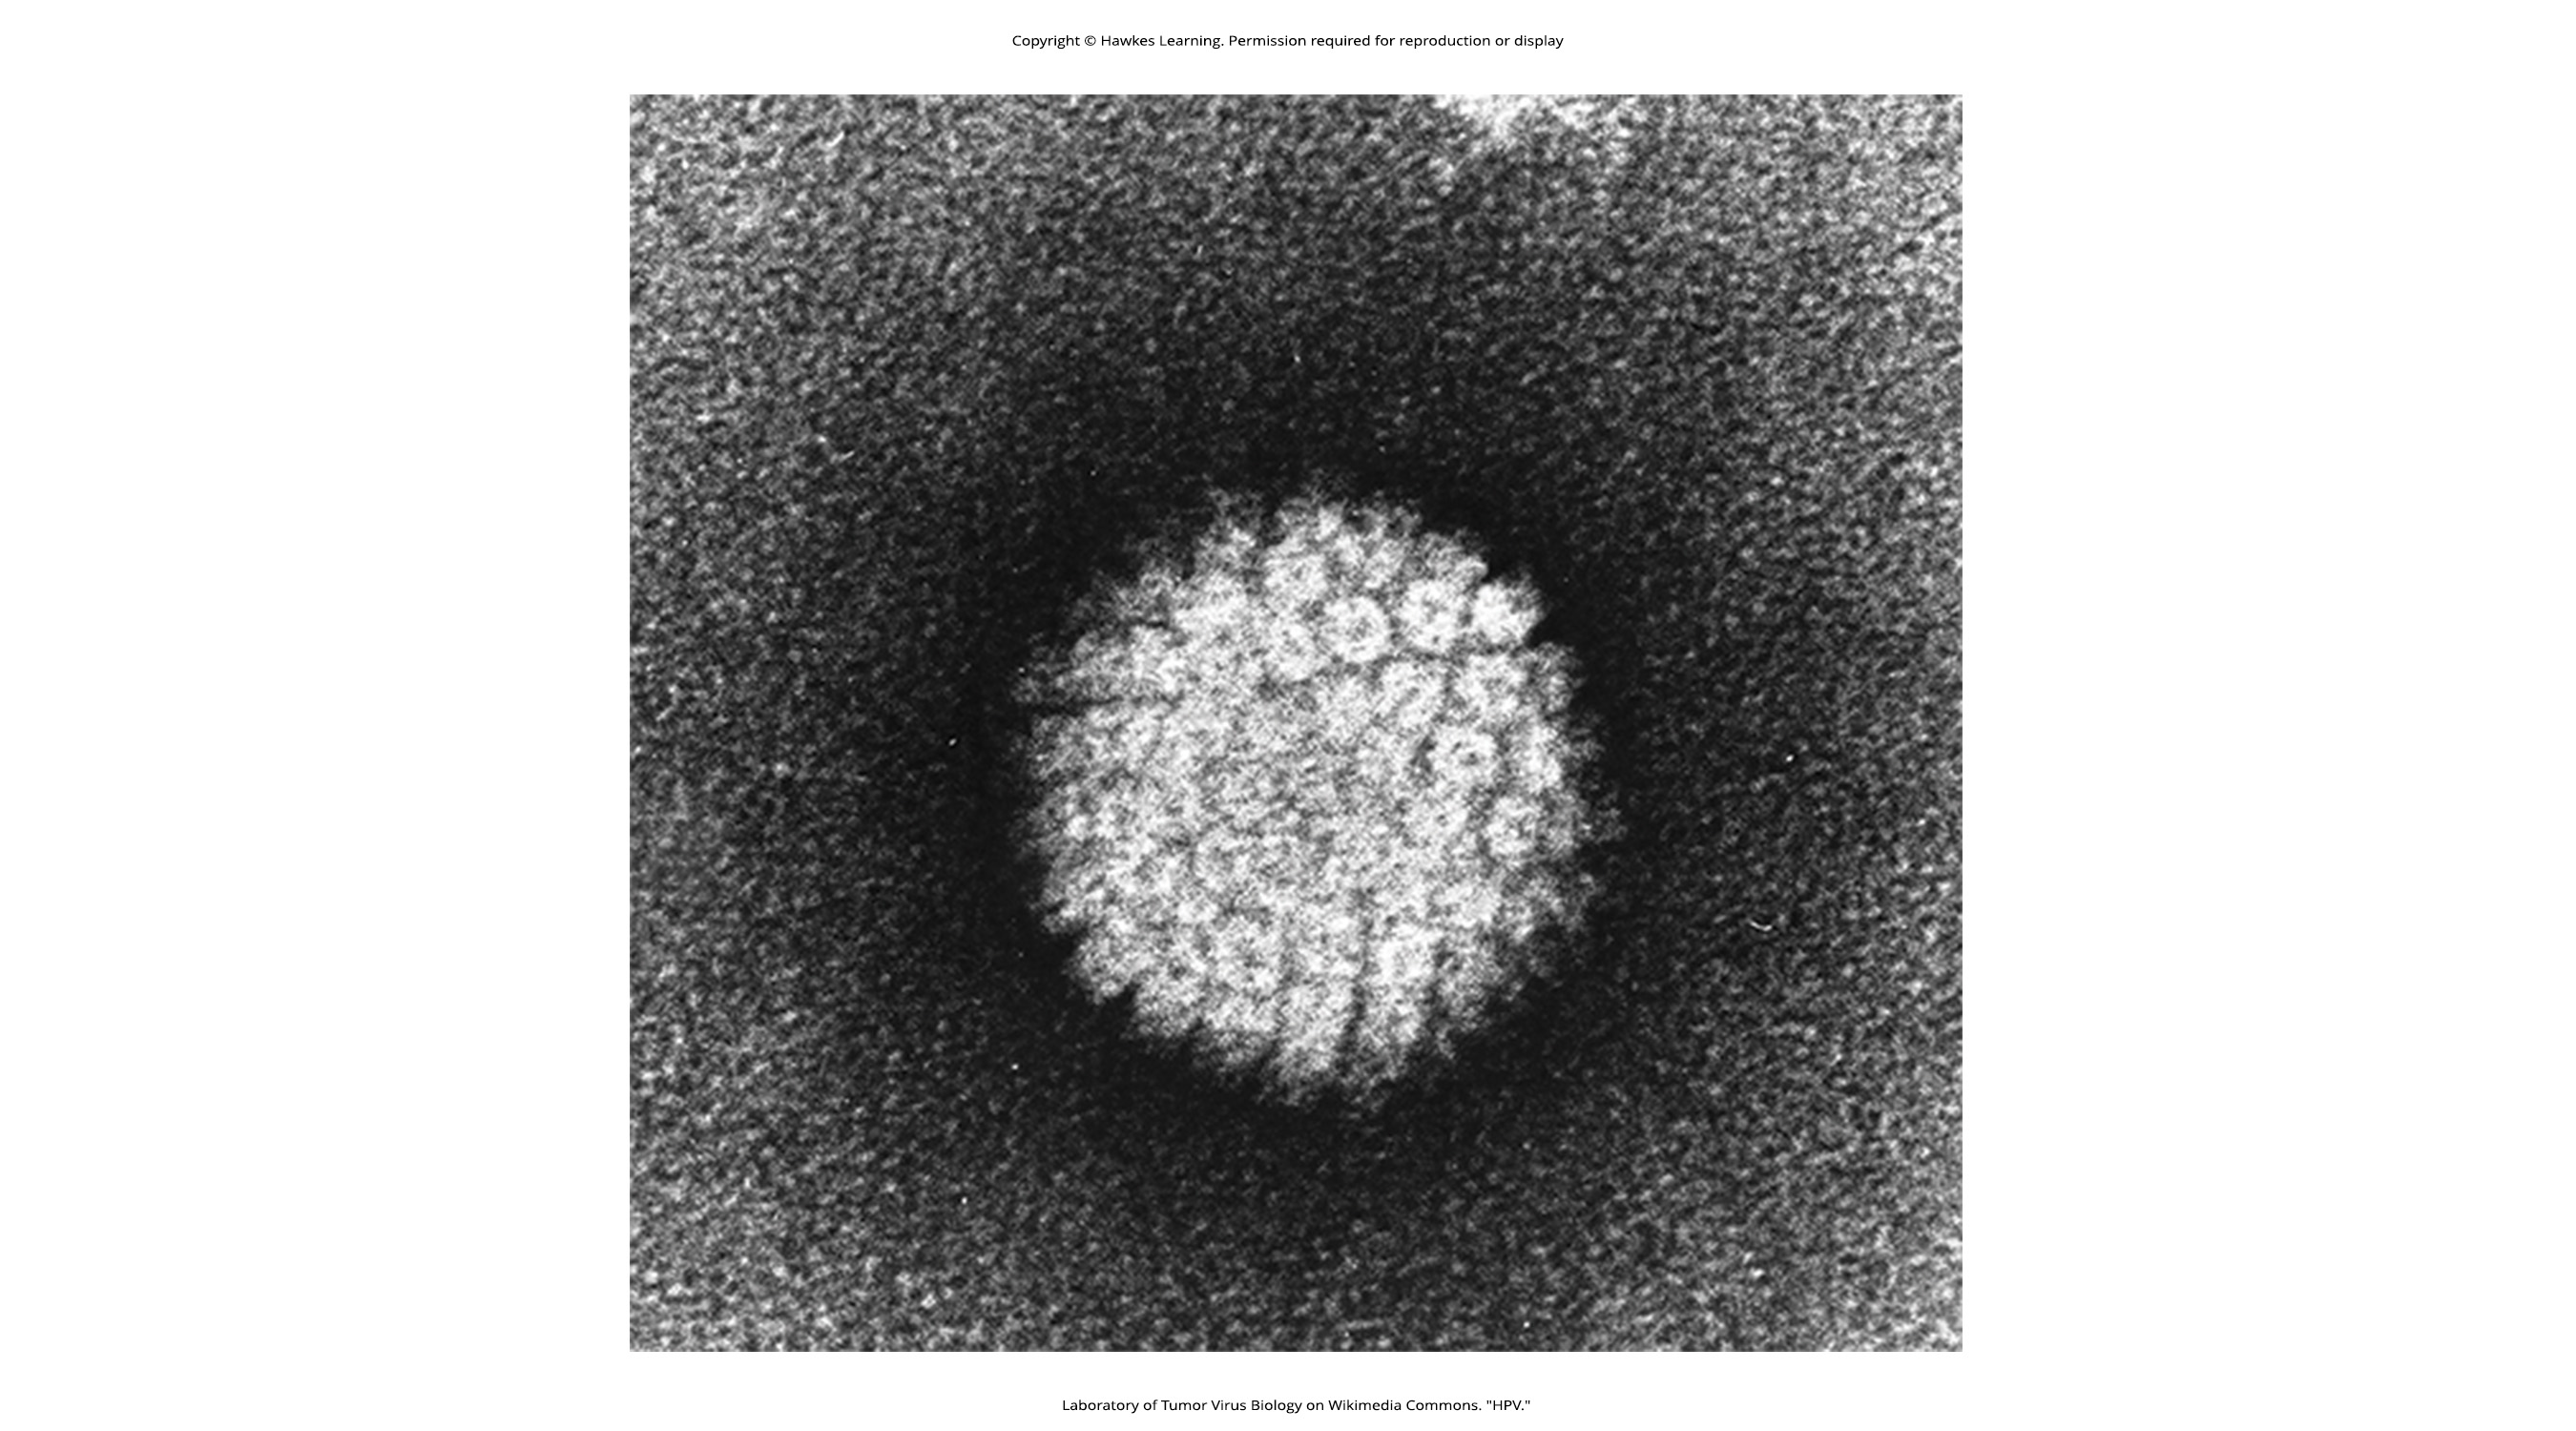 Copyright © Hawkes Learning. Permission required for reproduction or display
Laboratory of Tumor Virus Biology on Wikimedia Commons. "HPV."